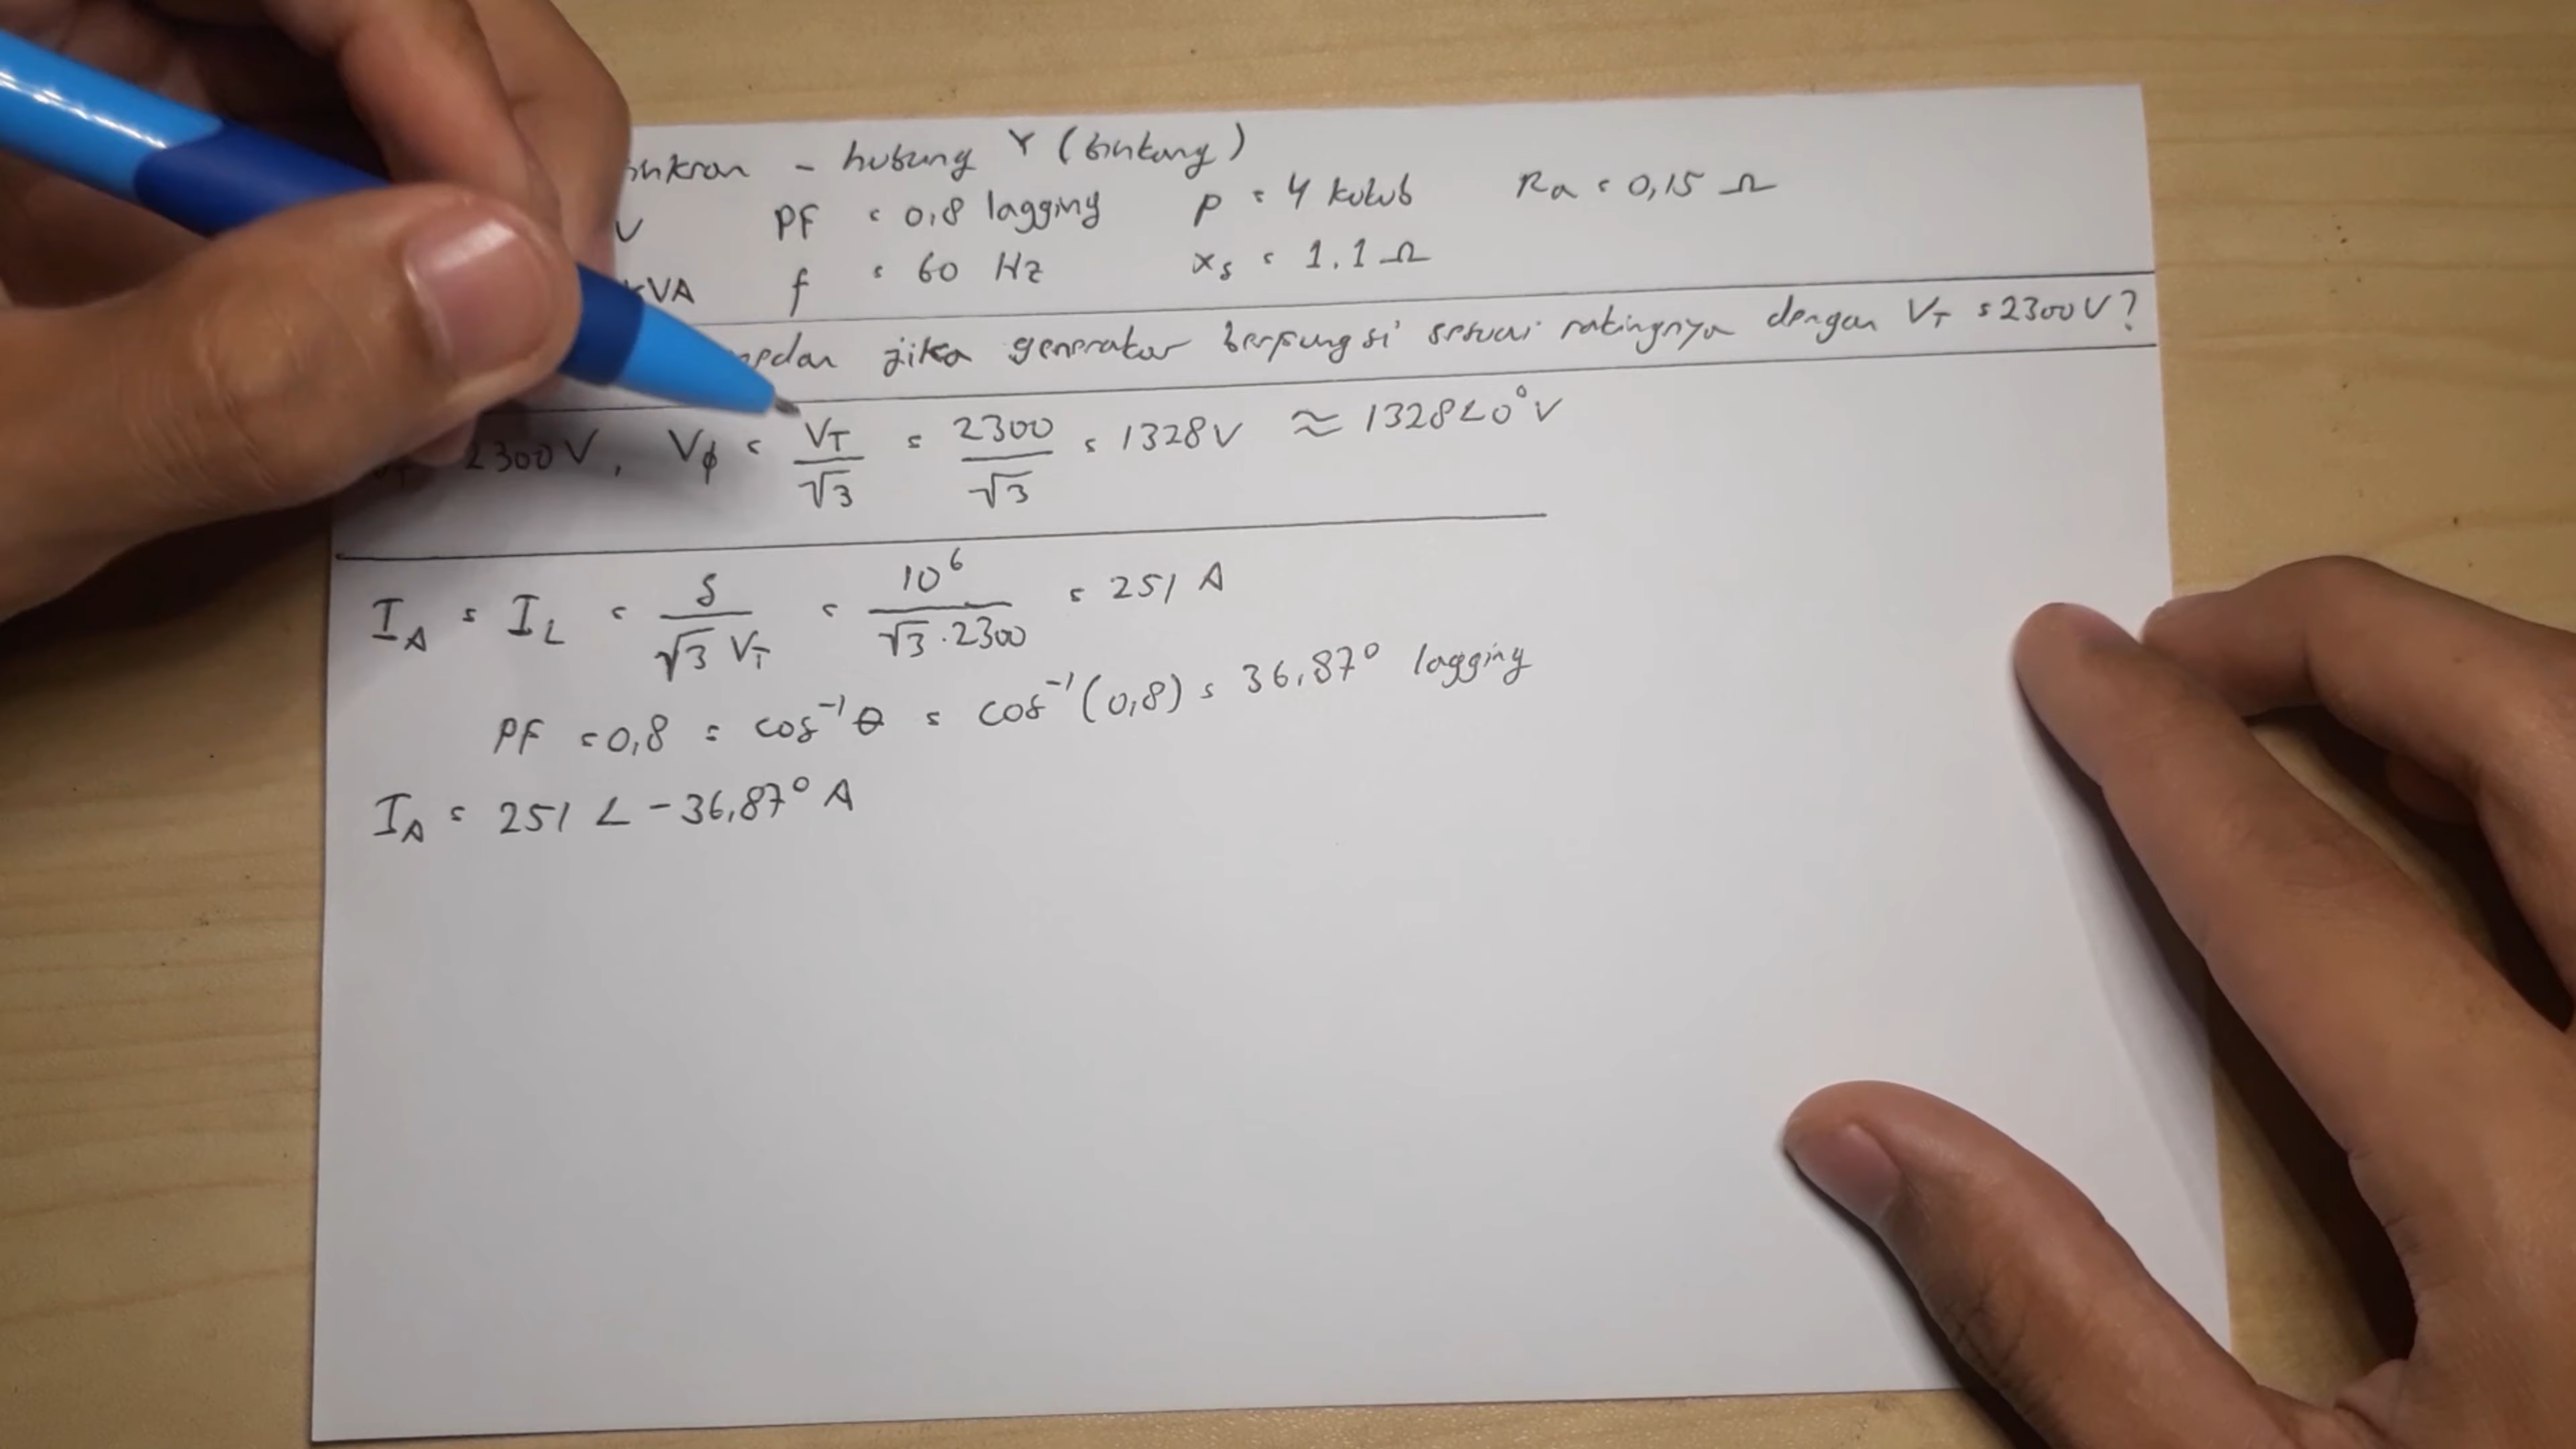 - hubung Y (bintang)
V PF = 0,8 lagging p = 4 kutub Ra = 0,15 Ω
kVA f = 60 Hz xs = 1.1 Ω
jika generator berfungsi sesuai ratingnya dengan VT = 2300 V?
2300 V, Vϕ = VT/√3 = 2300/√3 = 1328 V ≈ 1328∠0° V
IA = IL = S/√3 VT = 10⁶/√3 . 2300 = 251 A
PF = 0,8 = cos⁻¹ θ = cos⁻¹ (0,8) = 36,87° lagging
IA = 251 ∠ -36,87° A